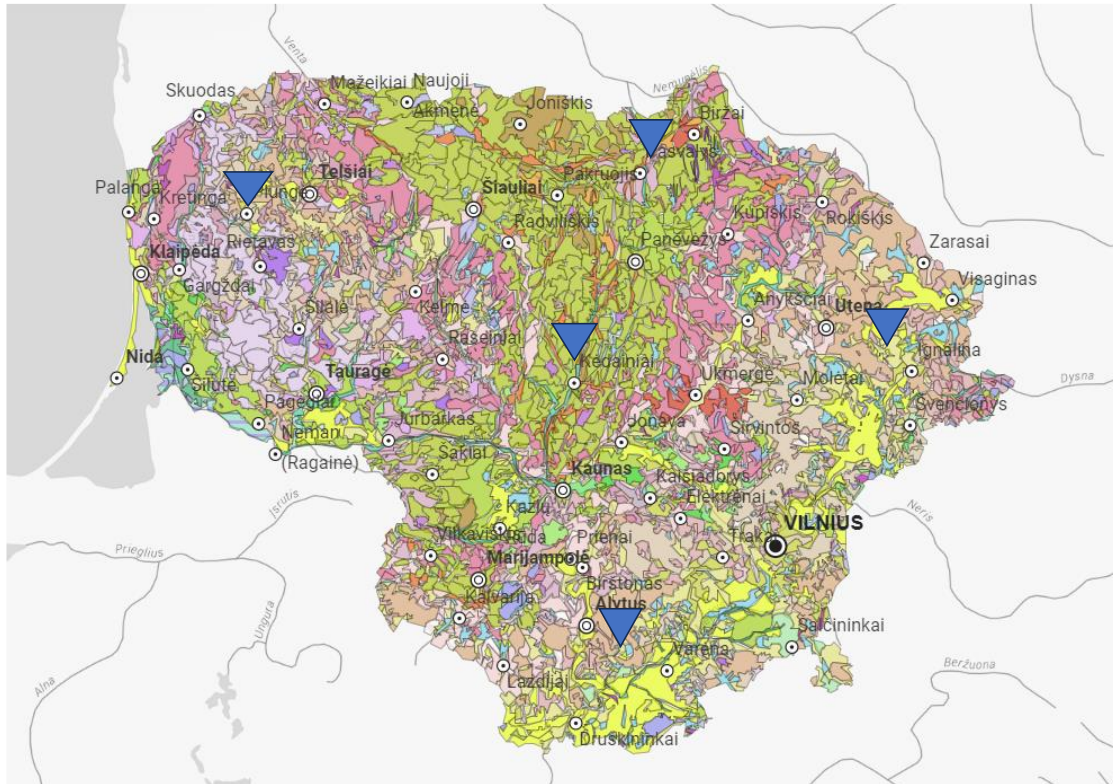 Venta
Nemunėlis
Mažeikiai
Naujoji
Akmenė
Skuodas
Joniškis
Biržai
Telšiai
Šiauliai
Pakruojis
Palanga
Kretinga
Kupiškis
Rokiškis
Radviliškis
Panevėžys
Zarasai
Rietavas
Klaipėda
Gargždai
Visaginas
Kelmė
Anykščiai
Utena
Šilalė
Raseiniai
Ignalina
Nida
Šilutė
Tauragė
Kėdainiai
Ukmergė
Molėtai
Dysna
Pagėgiai
Švenčionys
Jurbarkas
Jonava
Širvintos
Neman
(Ragainė)
Šakiai
Kaunas
Kaišiadorys
Elektrėnai
Įsrutis
Kazlų
Rūda
VILNIUS
Neris
Vilkaviškis
Prienai
Trakai
Prieglius
Marijampolė
Birštonas
Kalvarija
Alytus
Ungura
Šalčininkai
Varėna
Lazdijai
Beržuona
Alna
Druskininkai